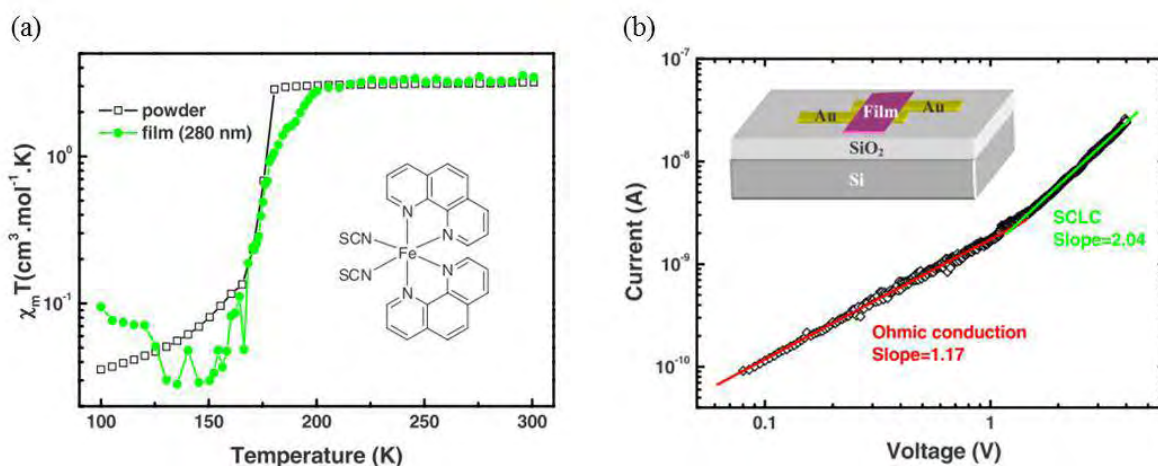 (a)
χₘT(cm³.mol⁻¹.K)
10⁰
10⁻¹
powder
film (280 nm)
SCN
SCN
Fe
N
N
N
N
100
150
200
250
300
Temperature (K)
(b)
Current (A)
10⁻⁷
10⁻⁸
10⁻⁹
10⁻¹⁰
Au
Film
Au
SiO₂
Si
SCLC
Slope=2.04
Ohmic conduction
Slope=1.17
0.1
1
Voltage (V)